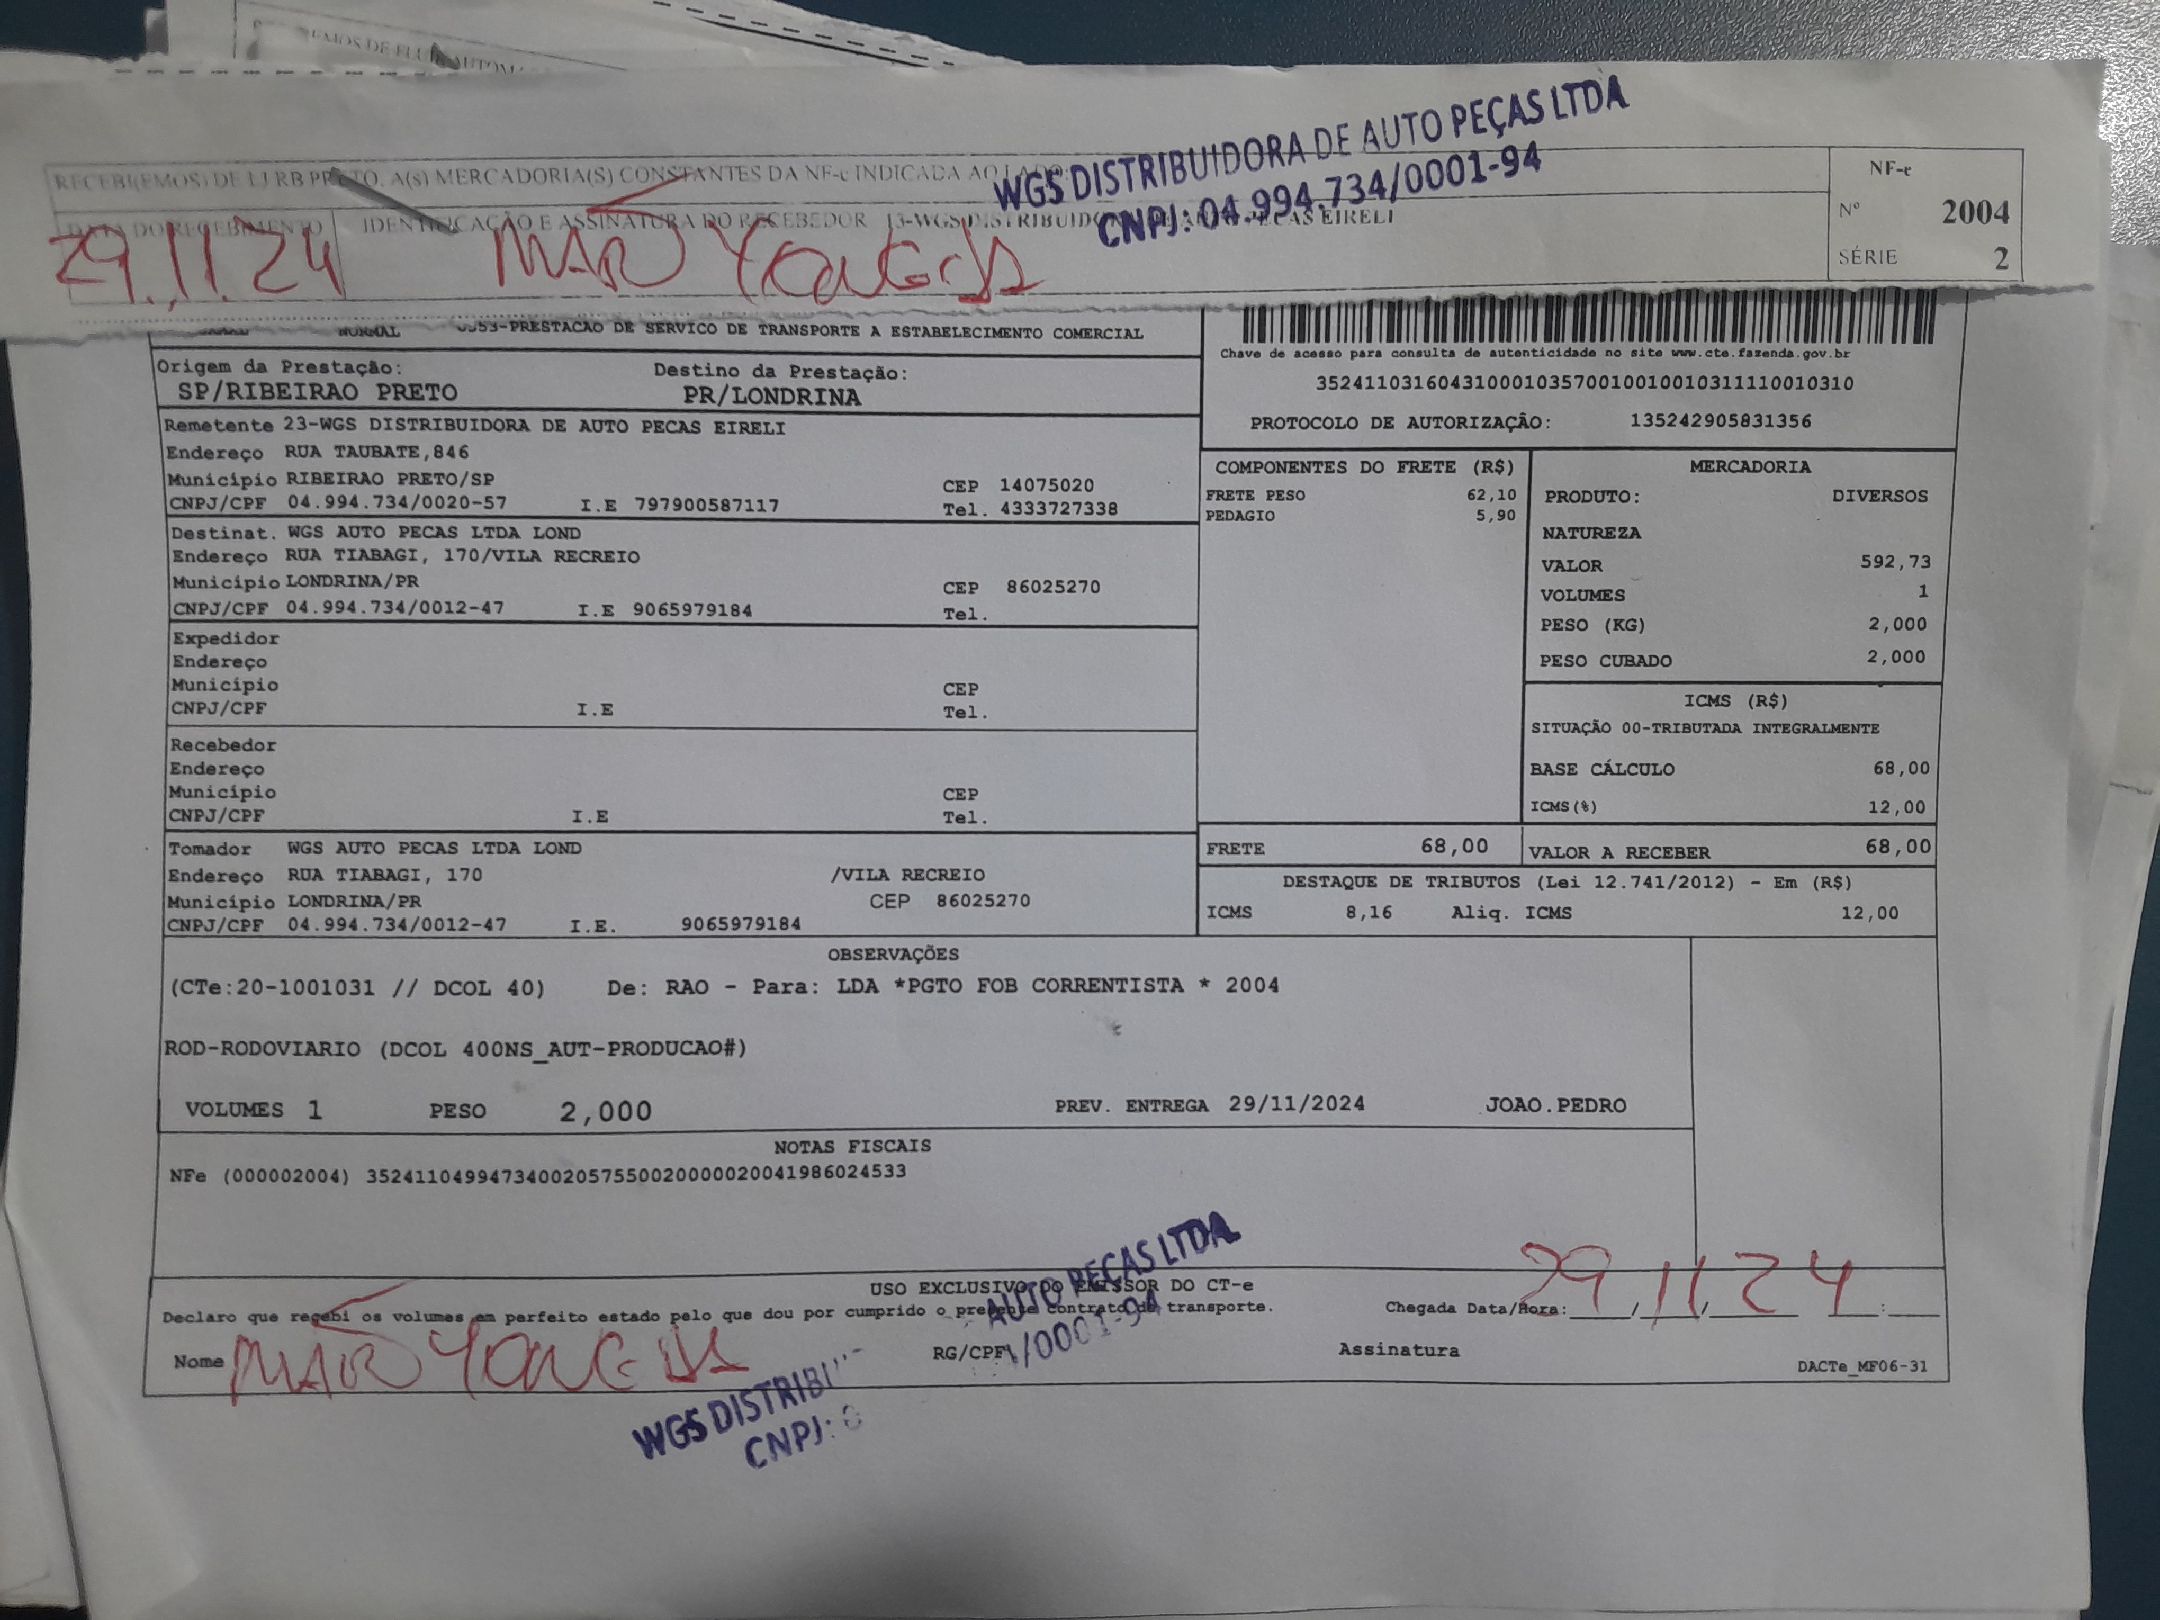 WGS DISTRIBUIDORA DE AUTO PEÇAS LTDA
CNPJ: 04.994.734/0001-94
RECEBI(EMOS) DE LJ RB PRETO, A(S) MERCADORIA(S) CONSTANTES DA NF-e INDICADA AO LADO
NF-e
Nº 2004
SÉRIE 2
DATA DO RECEBIMENTO IDENTIFICAÇÃO E ASSINATURA DO RECEBEDOR 13-WGS DISTRIBUIDORA DE AUTO PECAS EIRELI
29.11.24
NORMAL PRESTACAO DE SERVICO DE TRANSPORTE A ESTABELECIMENTO COMERCIAL
Chave de acesso para consulta de autenticidade no site www.cte.fazenda.gov.br
35241103160431000103570010010010311110010310
PROTOCOLO DE AUTORIZAÇÃO: 135242905831356
Origem da Prestação: Destino da Prestação:
SP/RIBEIRAO PRETO PR/LONDRINA
Remetente 23-WGS DISTRIBUIDORA DE AUTO PECAS EIRELI
Endereço RUA TAUBATE,846
Município RIBEIRAO PRETO/SP CEP 14075020
CNPJ/CPF 04.994.734/0020-57 I.E 797900587117 Tel. 4333727338
Destinat. WGS AUTO PECAS LTDA LOND
Endereço RUA TIABAGI, 170/VILA RECREIO
Município LONDRINA/PR CEP 86025270
CNPJ/CPF 04.994.734/0012-47 I.E 9065979184 Tel.
Expedidor
Endereço
Município CEP
CNPJ/CPF I.E Tel.
Recebedor
Endereço
Município CEP
CNPJ/CPF I.E Tel.
Tomador WGS AUTO PECAS LTDA LOND
Endereço RUA TIABAGI, 170 /VILA RECREIO
Município LONDRINA/PR CEP 86025270
CNPJ/CPF 04.994.734/0012-47 I.E. 9065979184
COMPONENTES DO FRETE (R$)
FRETE PESO 62,10
PEDAGIO 5,90
MERCADORIA
PRODUTO: DIVERSOS
NATUREZA
VALOR 592,73
VOLUMES 1
PESO (KG) 2,000
PESO CUBADO 2,000
ICMS (R$)
SITUAÇÃO 00-TRIBUTADA INTEGRALMENTE
BASE CÁLCULO 68,00
ICMS(%) 12,00
FRETE 68,00 VALOR A RECEBER 68,00
DESTAQUE DE TRIBUTOS (Lei 12.741/2012) - Em (R$)
ICMS 8,16 Aliq. ICMS 12,00
OBSERVAÇÕES
(CTe:20-1001031 // DCOL 40) De: RAO - Para: LDA *PGTO FOB CORRENTISTA * 2004
ROD-RODOVIARIO (DCOL 400NS_AUT-PRODUCAO#)
VOLUMES 1 PESO 2,000 PREV. ENTREGA 29/11/2024 JOAO.PEDRO
NOTAS FISCAIS
NFe (000002004) 35241104994734002057550020000020041986024533
USO EXCLUSIVO DO EMISSOR DO CT-e
Declaro que recebi os volumes em perfeito estado pelo que dou por cumprido o presente contrato de transporte.
Chegada Data/Hora: 29/11/24 :
Nome RG/CPF Assinatura
DACTe_MF06-31
AUTO PEÇAS LTDA
/0001-94
WGS DISTRIBU
CNPJ: 0